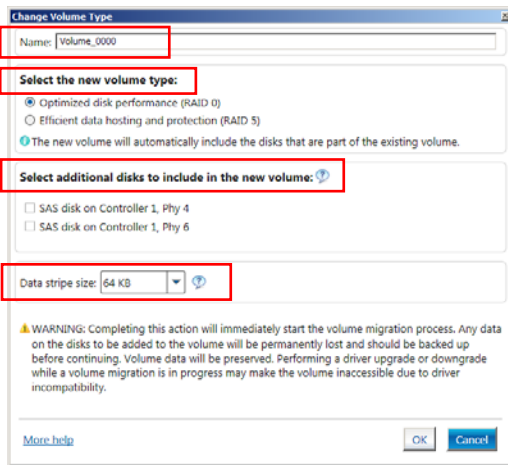 Change Volume Type
Name: Volume_0000
Select the new volume type:
Optimized disk performance (RAID 0)
Efficient data hosting and protection (RAID 5)
The new volume will automatically include the disks that are part of the existing volume.
Select additional disks to include in the new volume:
SAS disk on Controller 1, Phy 4
SAS disk on Controller 1, Phy 6
Data stripe size: 64 KB
WARNING: Completing this action will immediately start the volume migration process. Any data
on the disks to be added to the volume will be permanently lost and should be backed up
before continuing. Volume data will be preserved. Performing a driver upgrade or downgrade
while a volume migration is in progress may make the volume inaccessible due to driver
incompatibility.
More help
OK
Cancel